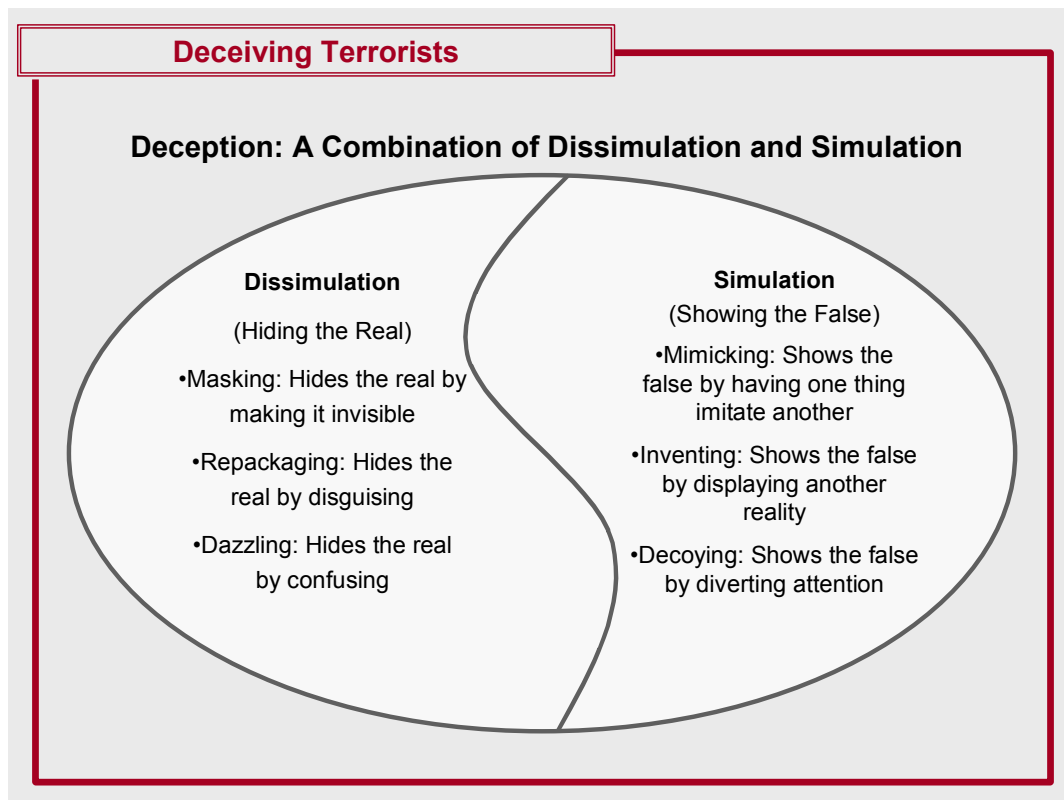 Deceiving Terrorists
Deception: A Combination of Dissimulation and Simulation
Dissimulation
(Hiding the Real)
•Masking: Hides the real by
making it invisible
•Repackaging: Hides the
real by disguising
•Dazzling: Hides the real
by confusing
Simulation
(Showing the False)
•Mimicking: Shows the
false by having one thing
imitate another
•Inventing: Shows the false
by displaying another
reality
•Decoying: Shows the false
by diverting attention